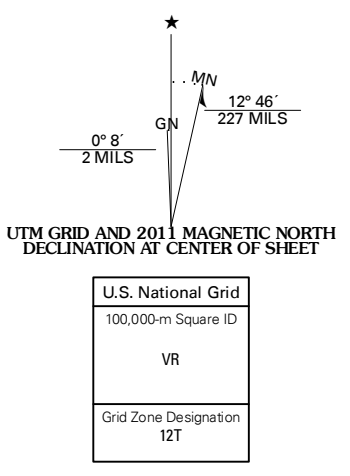 MN
12° 46´
227 MILS
GN
0° 8´
2 MILS
UTM GRID AND 2011 MAGNETIC NORTH
DECLINATION AT CENTER OF SHEET
U.S. National Grid
100,000-m Square ID
VR
Grid Zone Designation
12T